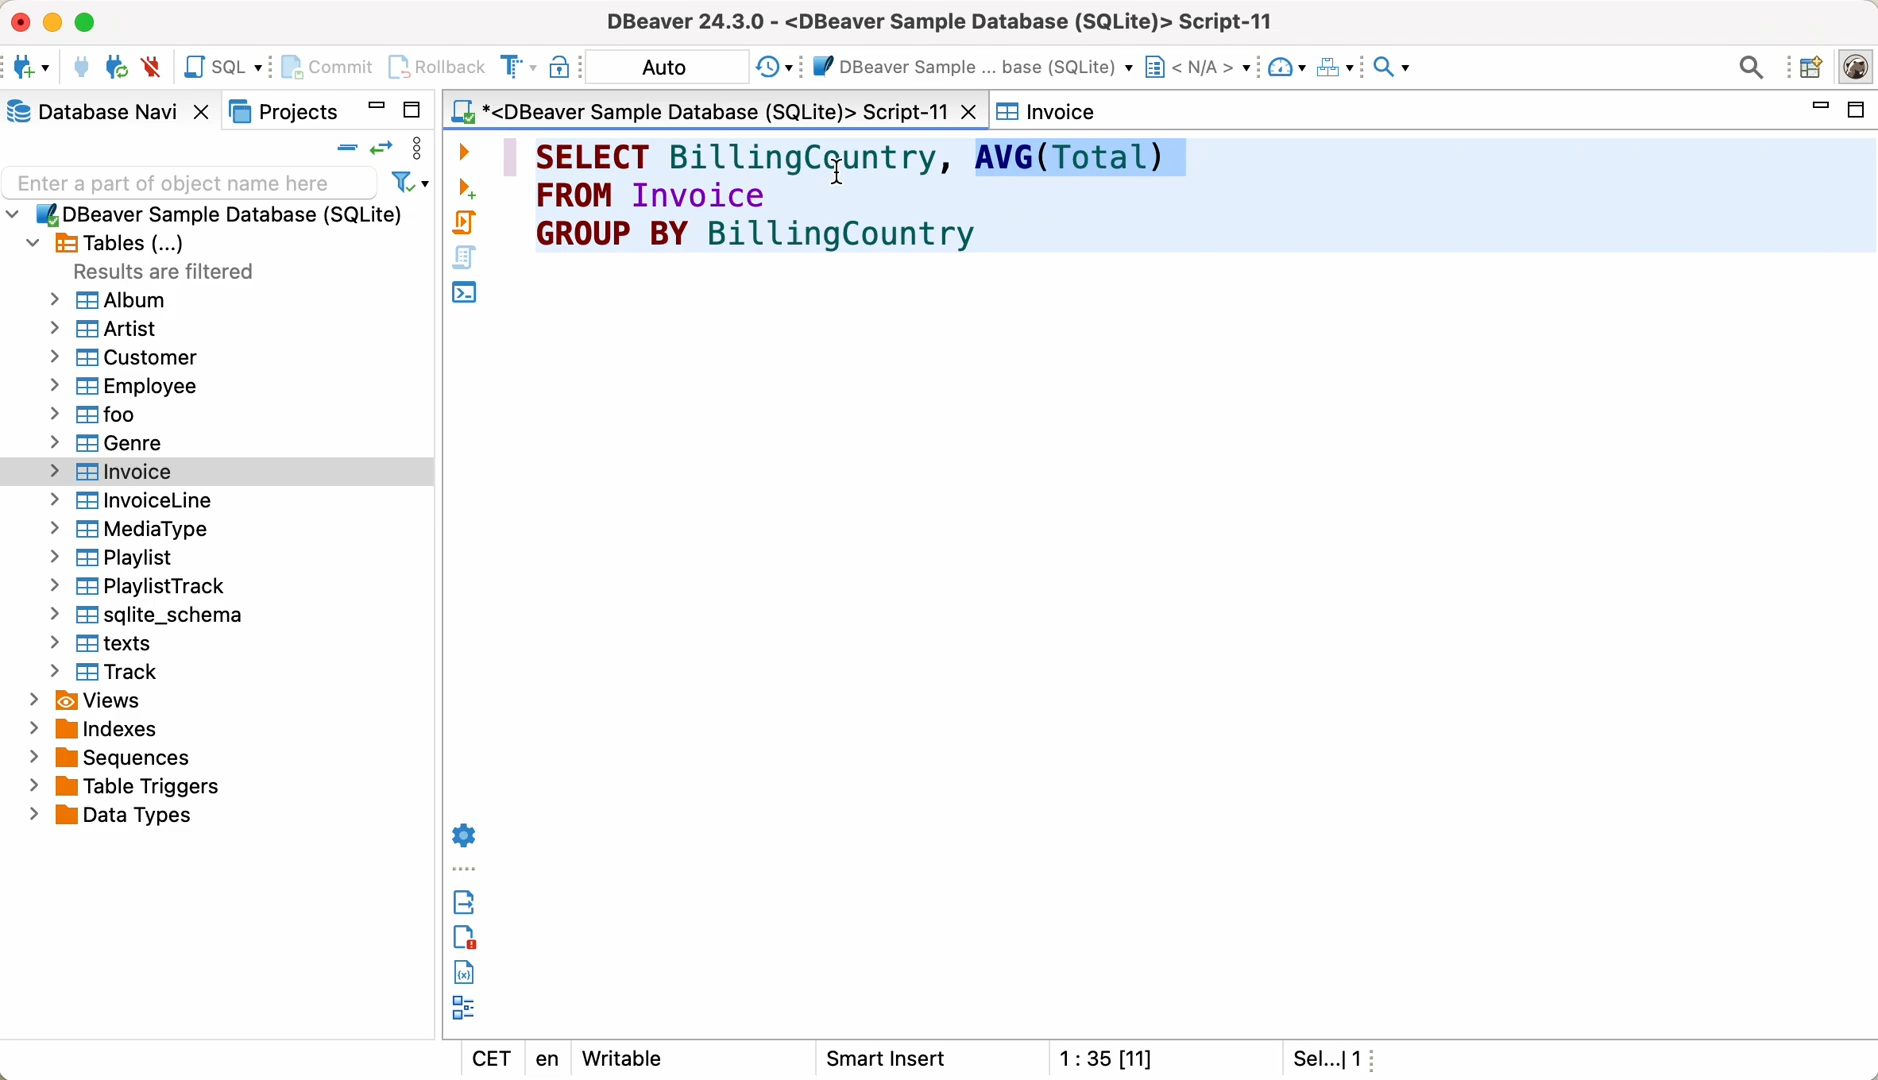 DBeaver 24.3.0 - <DBeaver Sample Database (SQLite)> Script-11
SQL
Commit
Rollback
Auto
DBeaver Sample ... base (SQLite)
< N/A >
Database Navi
Projects
*<DBeaver Sample Database (SQLite)> Script-11
Invoice
Enter a part of object name here
DBeaver Sample Database (SQLite)
Tables (...)
Results are filtered
Album
Artist
Customer
Employee
foo
Genre
Invoice
InvoiceLine
MediaType
Playlist
PlaylistTrack
sqlite_schema
texts
Track
Views
Indexes
Sequences
Table Triggers
Data Types
SELECT BillingCountry, AVG(Total)
FROM Invoice
GROUP BY BillingCountry
CET
en
Writable
Smart Insert
1 : 35 [11]
Sel...| 1